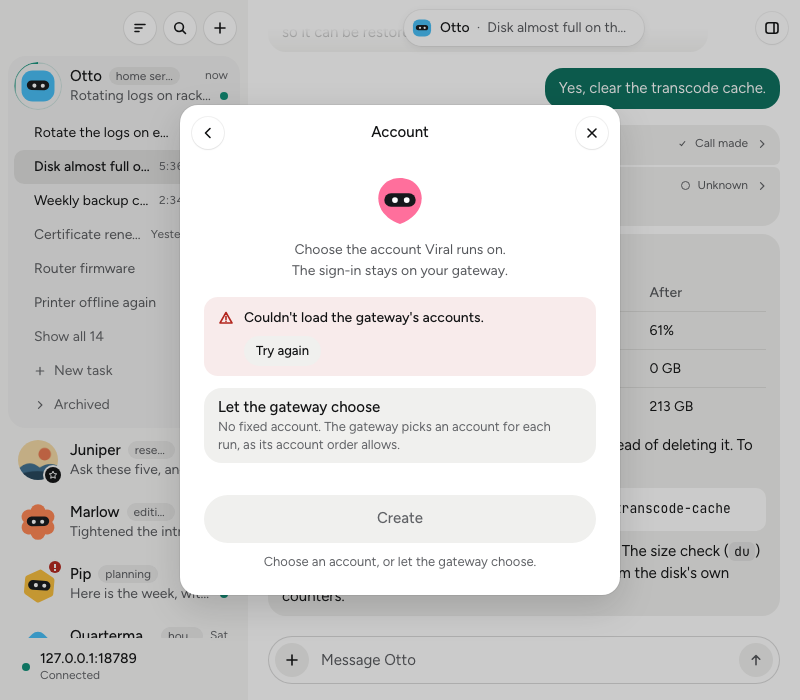 Otto home ser... now
Rotating logs on rack...
Rotate the logs on e...
Disk almost full o... 5:36
Weekly backup c... 2:34
Certificate rene... Yeste
Router firmware
Printer offline again
Show all 14
New task
Archived
Juniper rese...
Ask these five, an
Marlow editi...
Tightened the intr
Pip planning
Here is the week, wit...
Quarterma hou... Sat
127.0.0.1:18789
Connected
so it can be restor
Otto · Disk almost full on th...
Yes, clear the transcode cache.
Call made
Unknown
After
61%
0 GB
213 GB
ead of deleting it. To
transcode-cache
The size check (du)
m the disk's own
counters.
Message Otto
Account
Choose the account Viral runs on.
The sign-in stays on your gateway.
Couldn't load the gateway's accounts.
Try again
Let the gateway choose
No fixed account. The gateway picks an account for each
run, as its account order allows.
Create
Choose an account, or let the gateway choose.